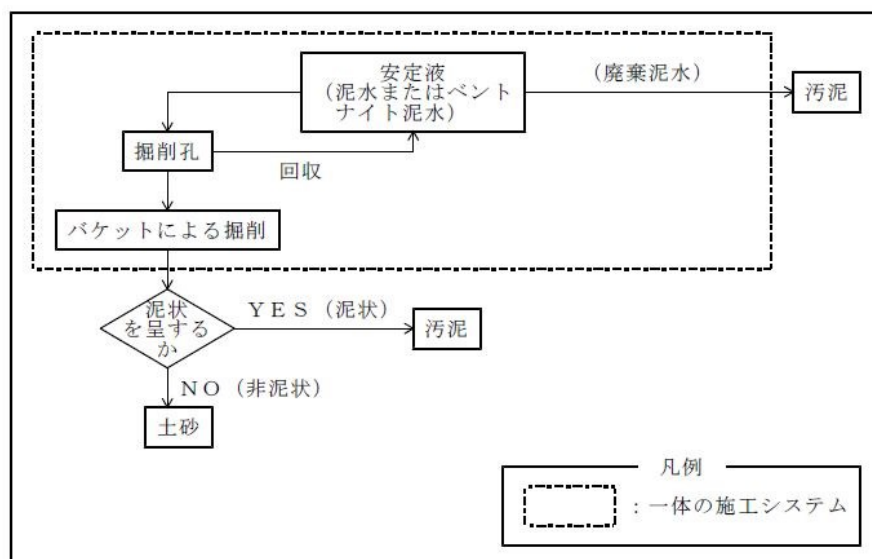 安定液
(泥水またはベント
ナイト泥水)
(廃棄泥水)
汚泥
掘削孔
回収
バケットによる掘削
泥状
を呈する
か
YES(泥状)
汚泥
NO(非泥状)
土砂
凡例
:一体の施工システム